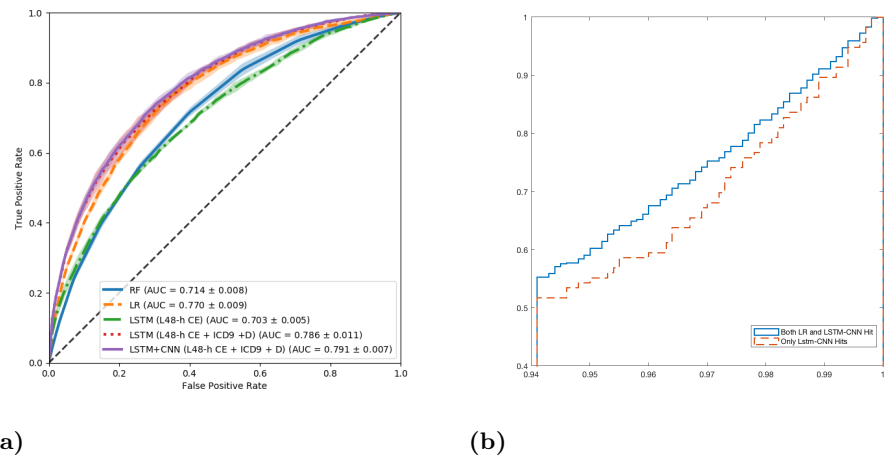 1.0
0.8
0.6
0.4
0.2
0.0
True Positive Rate
RF (AUC = 0.714 ± 0.008)
LR (AUC = 0.770 ± 0.009)
LSTM (L48-h CE) (AUC = 0.703 ± 0.005)
LSTM (L48-h CE + ICD9 +D) (AUC = 0.786 ± 0.011)
LSTM+CNN (L48-h CE + ICD9 + D) (AUC = 0.791 ± 0.007)
0.0 0.2 0.4 0.6 0.8 1.0
False Positive Rate
a)
1
0.9
0.8
0.7
0.6
0.5
0.4
Both LR and LSTM-CNN Hit
Only Lstm-CNN Hits
0.94 0.95 0.96 0.97 0.98 0.99 1
(b)